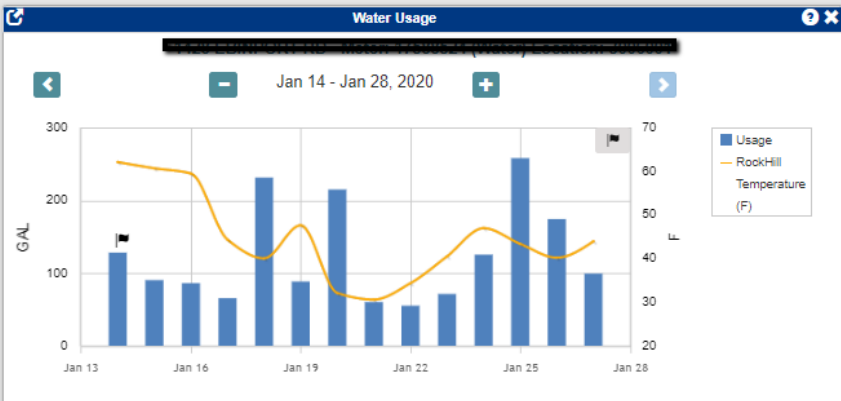 Water Usage
Jan 14 - Jan 28, 2020
300
200
100
0
GAL
70
60
50
40
30
20
F
Jan 13
Jan 16
Jan 19
Jan 22
Jan 25
Jan 28
Usage
RockHill
Temperature
(F)